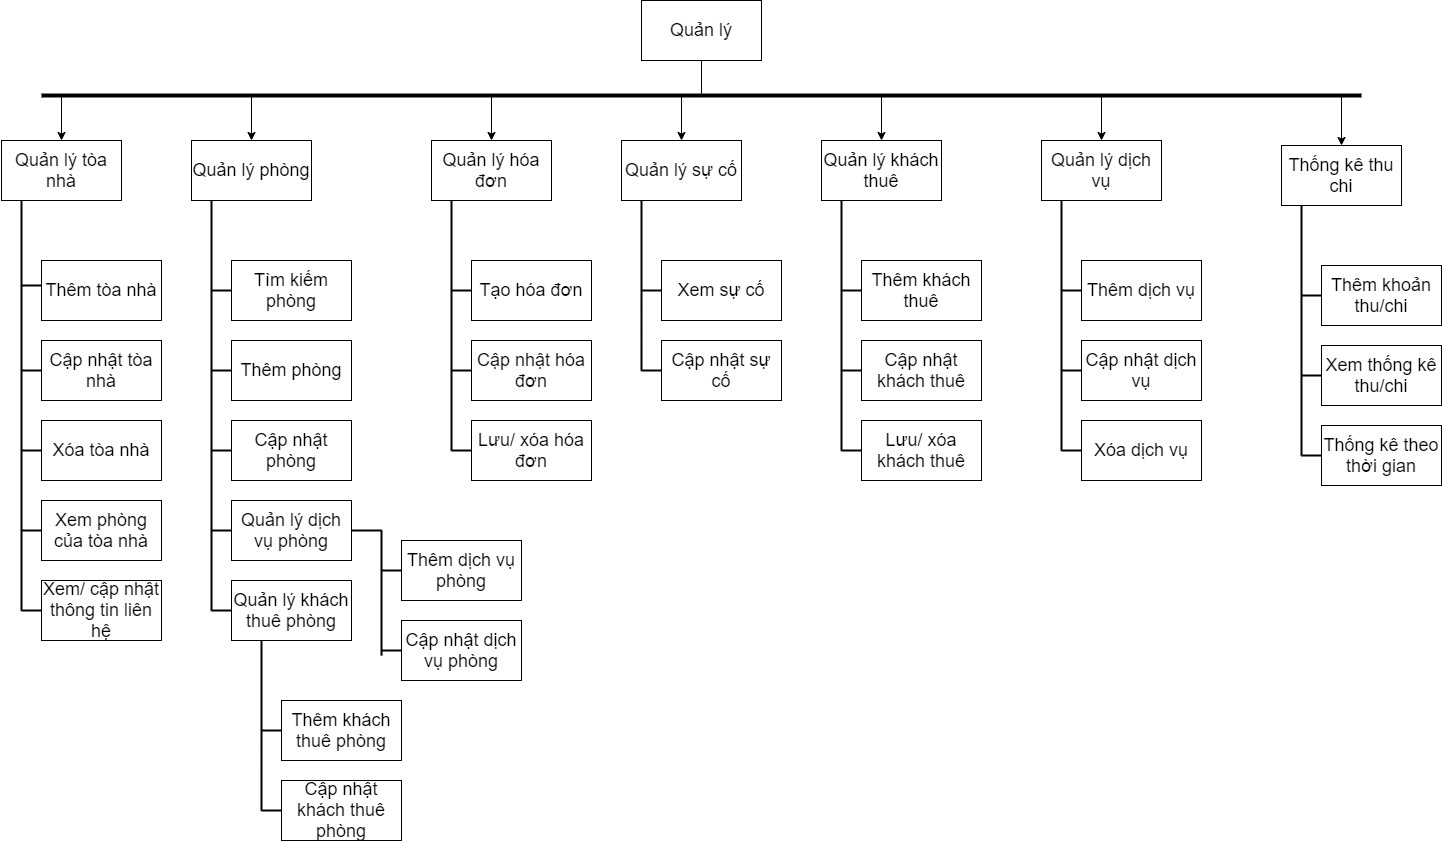 Quản lý
Quản lý tòa
nhà
Thêm tòa nhà
Cập nhật tòa
nhà
Xóa tòa nhà
Xem phòng
của tòa nhà
Xem/ cập nhật
thông tin liên
hệ
Quản lý phòng
Tìm kiếm
phòng
Thêm phòng
Cập nhật
phòng
Quản lý dịch
vụ phòng
Thêm dịch vụ
phòng
Cập nhật dịch
vụ phòng
Quản lý khách
thuê phòng
Thêm khách
thuê phòng
Cập nhật
khách thuê
phòng
Quản lý hóa
đơn
Tạo hóa đơn
Cập nhật hóa
đơn
Lưu/ xóa hóa
đơn
Quản lý sự cố
Xem sự cố
Cập nhật sự
cố
Quản lý khách
thuê
Thêm khách
thuê
Cập nhật
khách thuê
Lưu/ xóa
khách thuê
Quản lý dịch
vụ
Thêm dịch vụ
Cập nhật dịch
vụ
Xóa dịch vụ
Thống kê thu
chi
Thêm khoản
thu/chi
Xem thống kê
thu/chi
Thống kê theo
thời gian